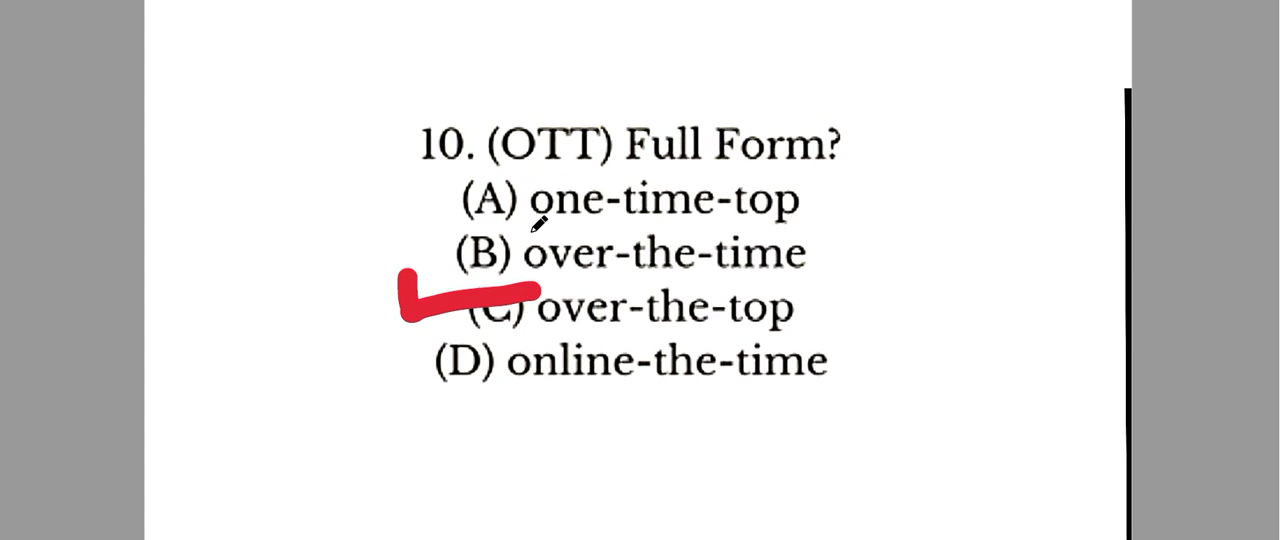 10. (OTT) Full Form?
(A) one-time-top
(B) over-the-time
(C) over-the-top
(D) online-the-time